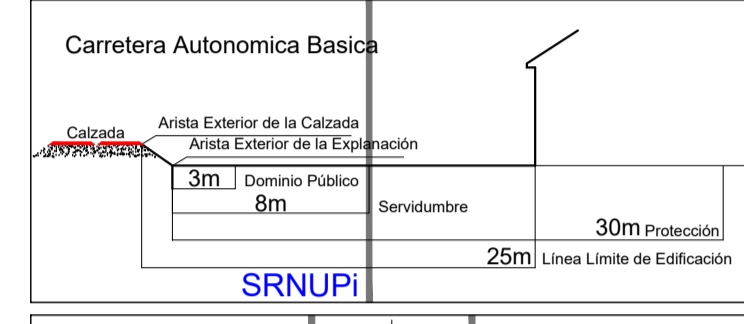 Carretera Autonomica Basica
Arista Exterior de la Calzada
Calzada
Arista Exterior de la Explanación
3m Dominio Público
8m Servidumbre
30m Protección
25m Línea Límite de Edificación
SRNUPi